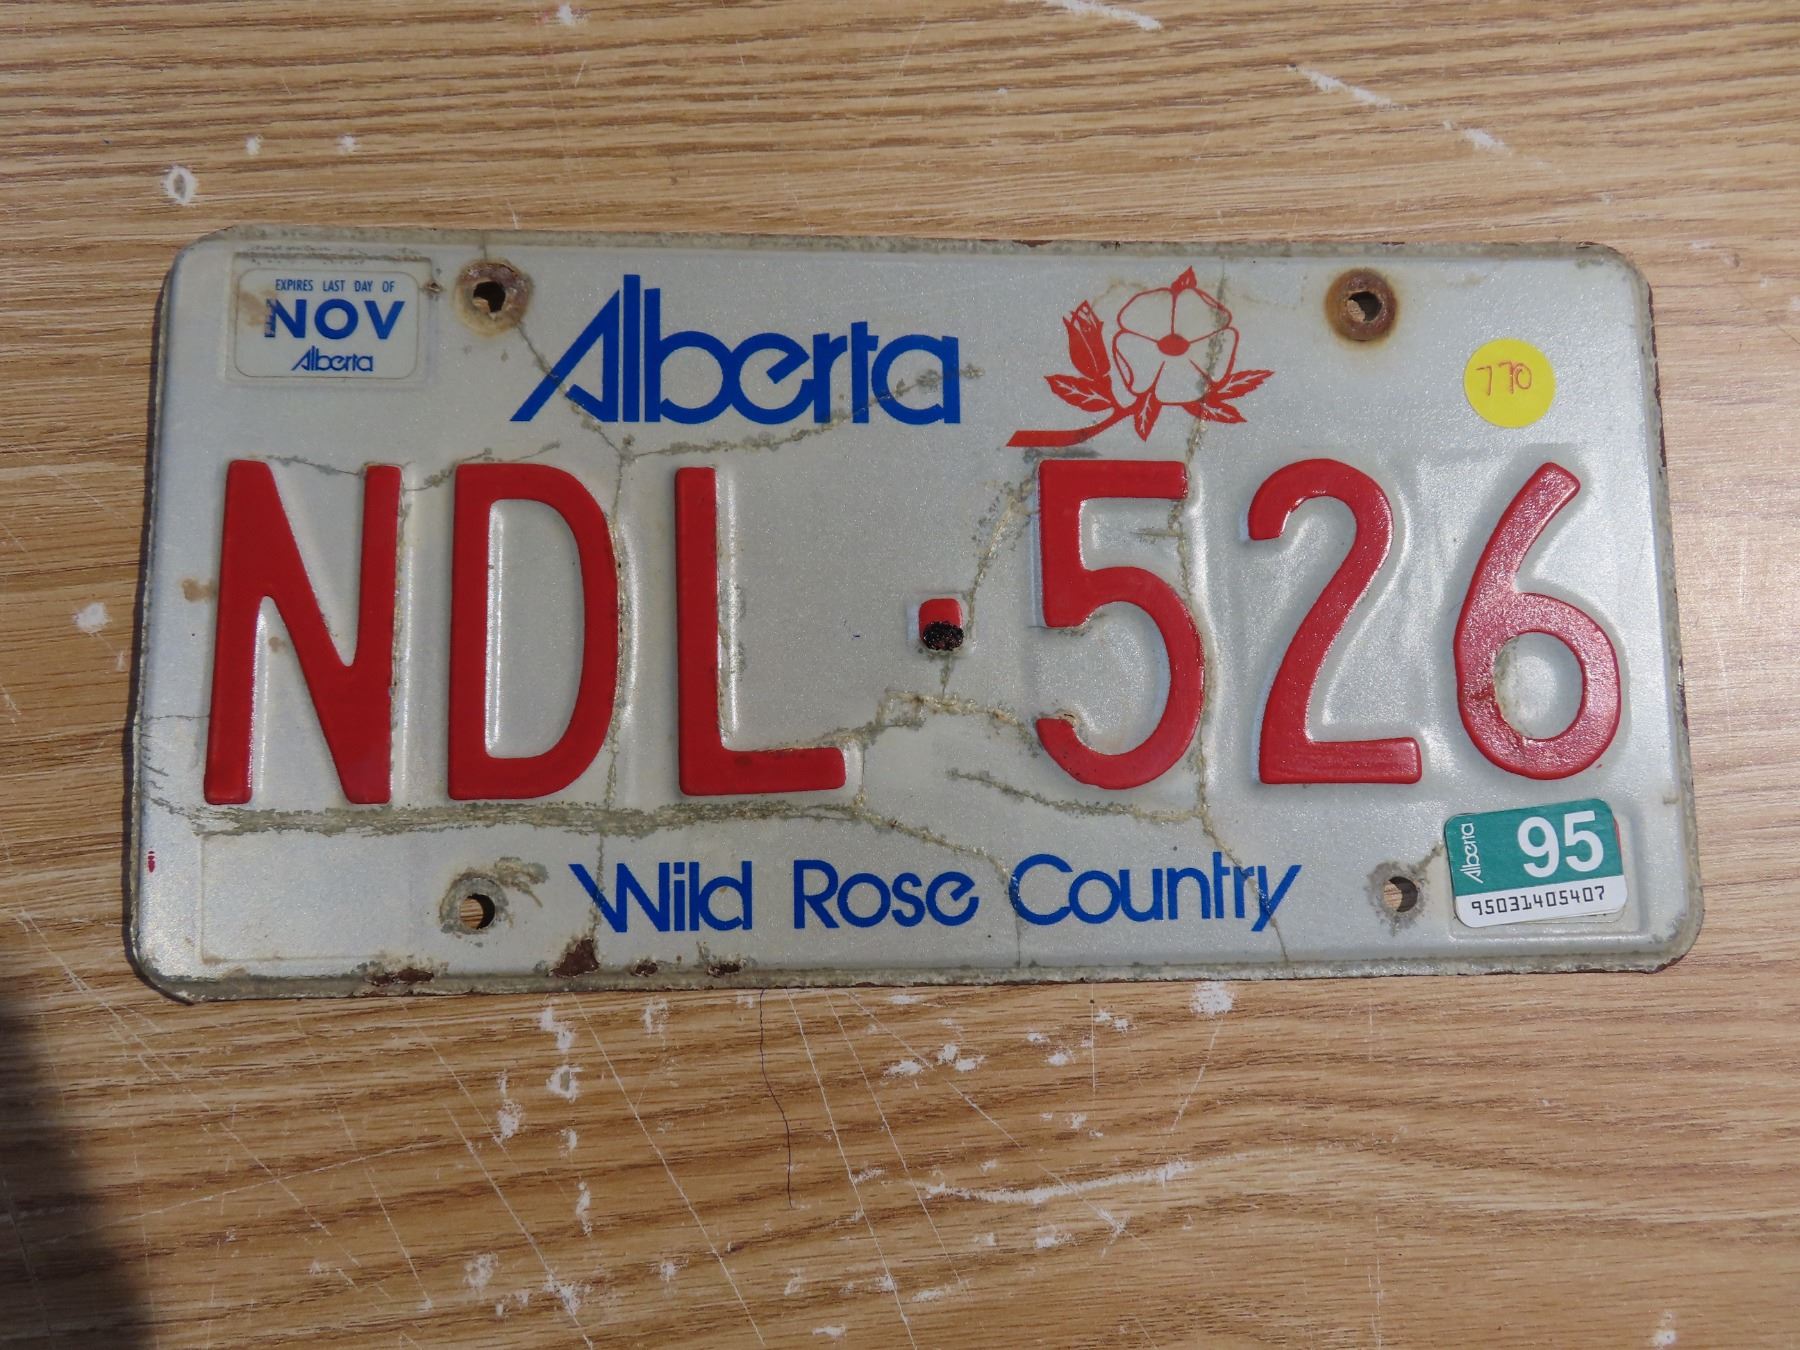 EXPIRES LAST DAY OF
NOV
Alberta
Alberta
770
NDL·526
Wild Rose Country
Alberta
95
95031405407